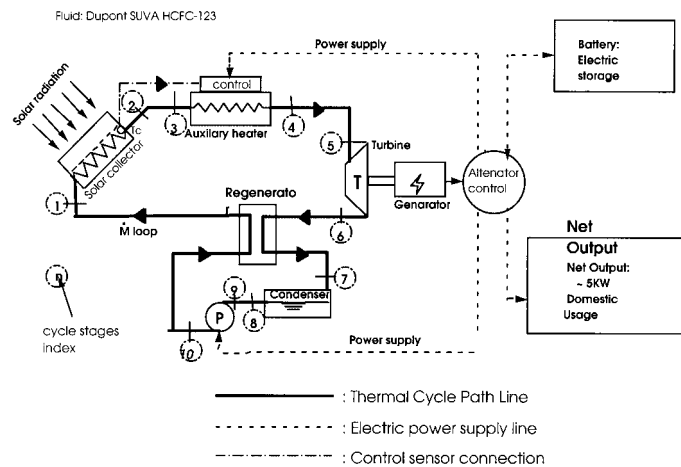 Fluid: Dupont SUVA HCFC-123
Power supply
Battery:
Electric
storage
Solar radiation
control
2
Tc
3
Auxilary heater
4
5
Turbine
Solar collector
T
Genarator
Altenator
control
1
Regenerato
M loop
6
Net
Output
Net Output:
~ 5KW
Domestic
Usage
n
7
9
Condenser
cycle stages
index
P
8
10
Power supply
: Thermal Cycle Path Line
: Electric power supply line
: Control sensor connection